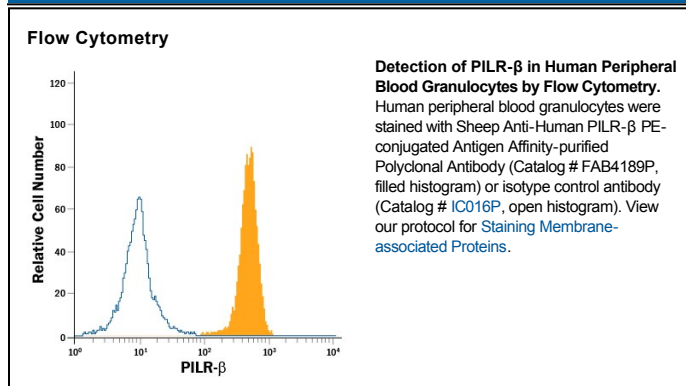 Flow Cytometry
120
100
80
60
40
20
0
Relative Cell Number
10⁰ 10¹ 10² 10³ 10⁴
PILR-β
Detection of PILR-β in Human Peripheral
Blood Granulocytes by Flow Cytometry.
Human peripheral blood granulocytes were
stained with Sheep Anti-Human PILR-β PE-
conjugated Antigen Affinity-purified
Polyclonal Antibody (Catalog # FAB4189P,
filled histogram) or isotype control antibody
(Catalog # IC016P, open histogram). View
our protocol for Staining Membrane-
associated Proteins.